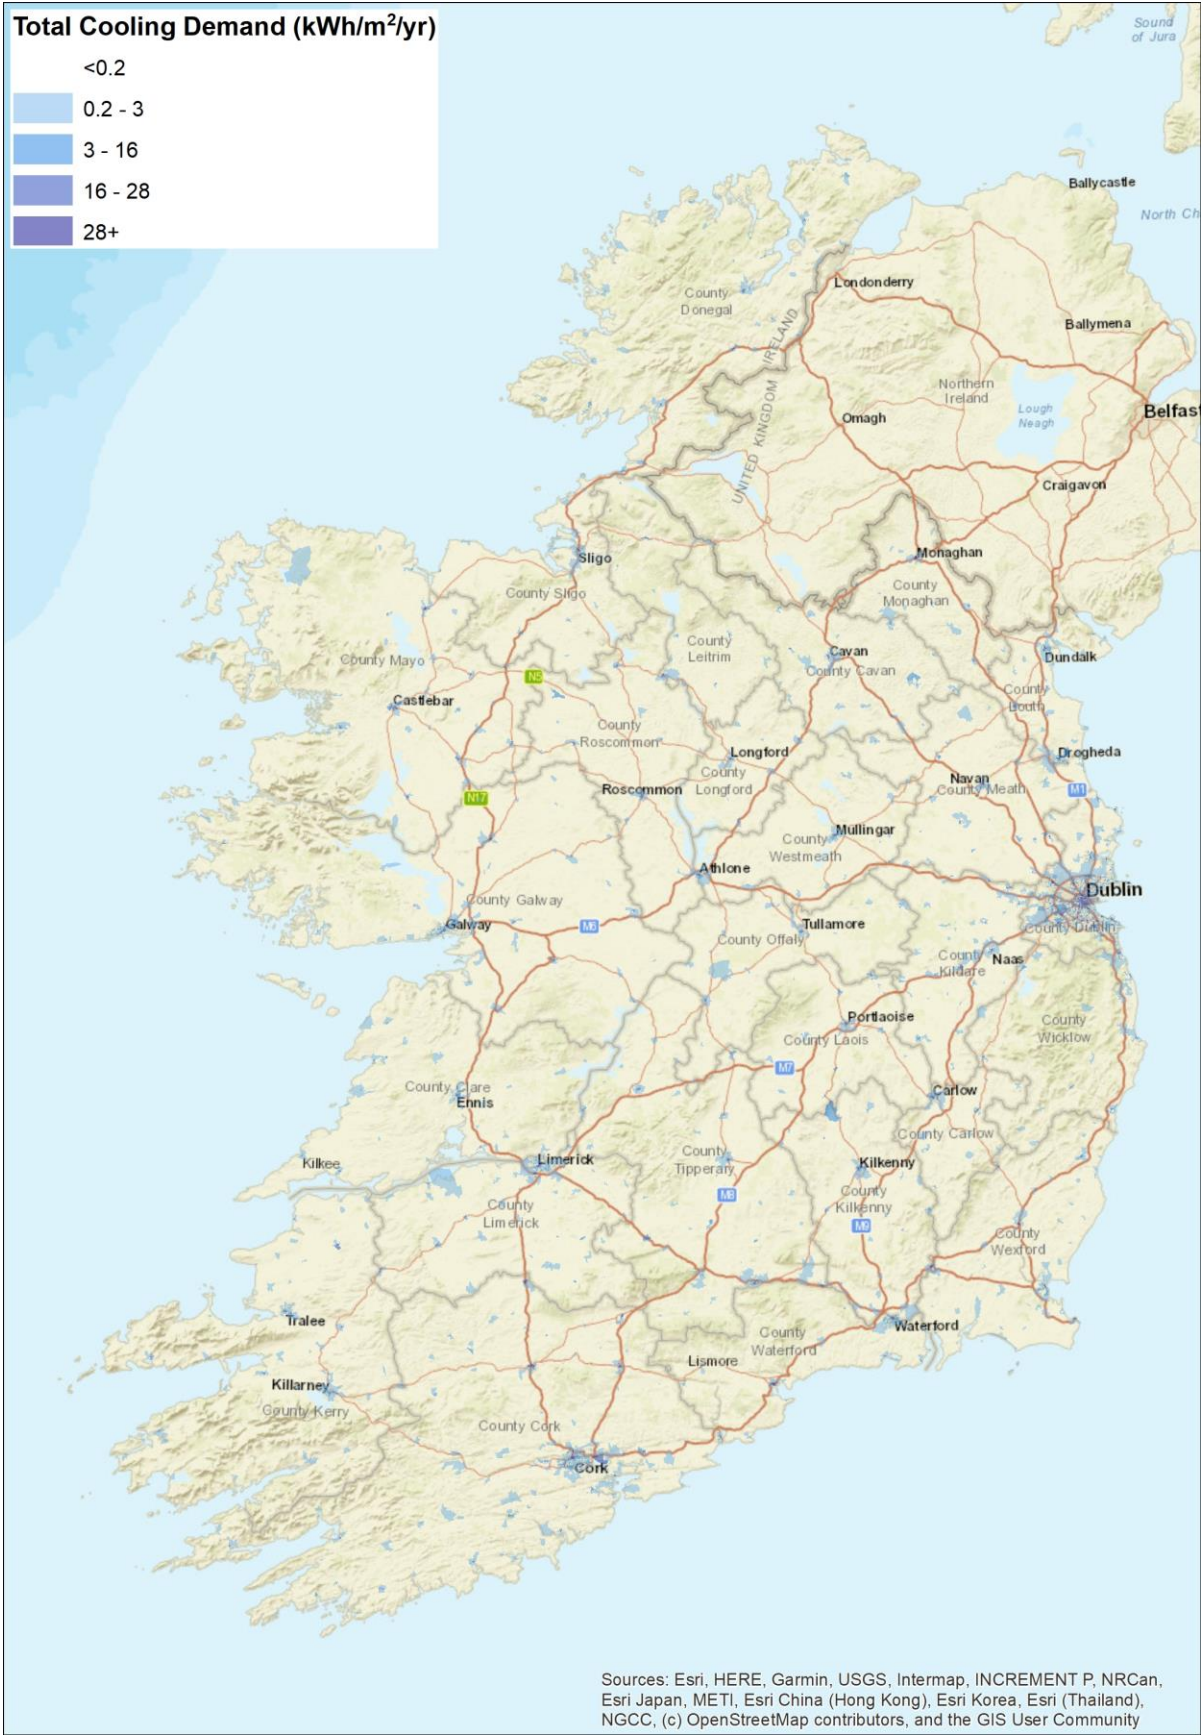 Total Cooling Demand (kWh/m²/yr)
<0.2
0.2 - 3
3 - 16
16 - 28
28+
Sound
of Jura
Ballycastle
North Ch
Londonderry
County
Donegal
Ballymena
UNITED KINGDOM
IRELAND
Northern
Ireland
Lough
Neagh
Belfas
Omagh
Craigavon
Sligo
Monaghan
County Sligo
County
Monaghan
County
Leitrim
Cavan
County Cavan
Dundalk
County Mayo
N5
County
Louth
Castlebar
County
Roscommon
Longford
Drogheda
County
Longford
Navan
County Meath
Roscommon
M1
N17
Mullingar
County
Westmeath
Athlone
Dublin
County Galway
Galway
M6
Tullamore
County Dublin
County Offaly
County
Kildare
Naas
Portlaoise
County
Wicklow
County Laois
M7
County Clare
Ennis
Carlow
County Carlow
Kilkee
Limerick
County
Tipperary
Kilkenny
M8
County
Kilkenny
County
Limerick
M9
County
Wexford
Tralee
Waterford
County
Waterford
Lismore
Killarney
County Kerry
County Cork
Cork
Sources: Esri, HERE, Garmin, USGS, Intermap, INCREMENT P, NRCan,
Esri Japan, METI, Esri China (Hong Kong), Esri Korea, Esri (Thailand),
NGCC, (c) OpenStreetMap contributors, and the GIS User Community